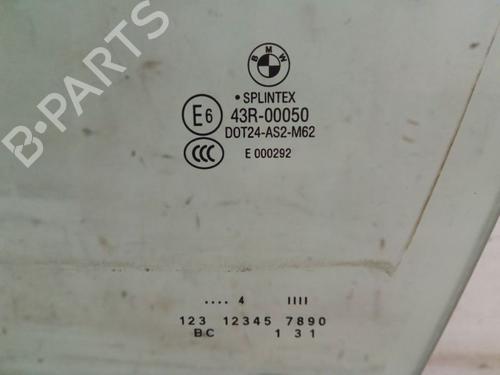 BMW
• SPLINTEX
E6 43R-00050
DOT24-AS2-M62
CCC E 000292
B-PARTS
.... 4 IIII
123 12345 7890
BC 1 3 1